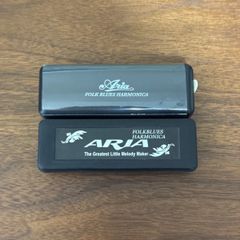 Aria
FOLK BLUES HARMONICA
FOLKBLUES
HARMONICA
ARIA
The Greatest Little Melody Maker